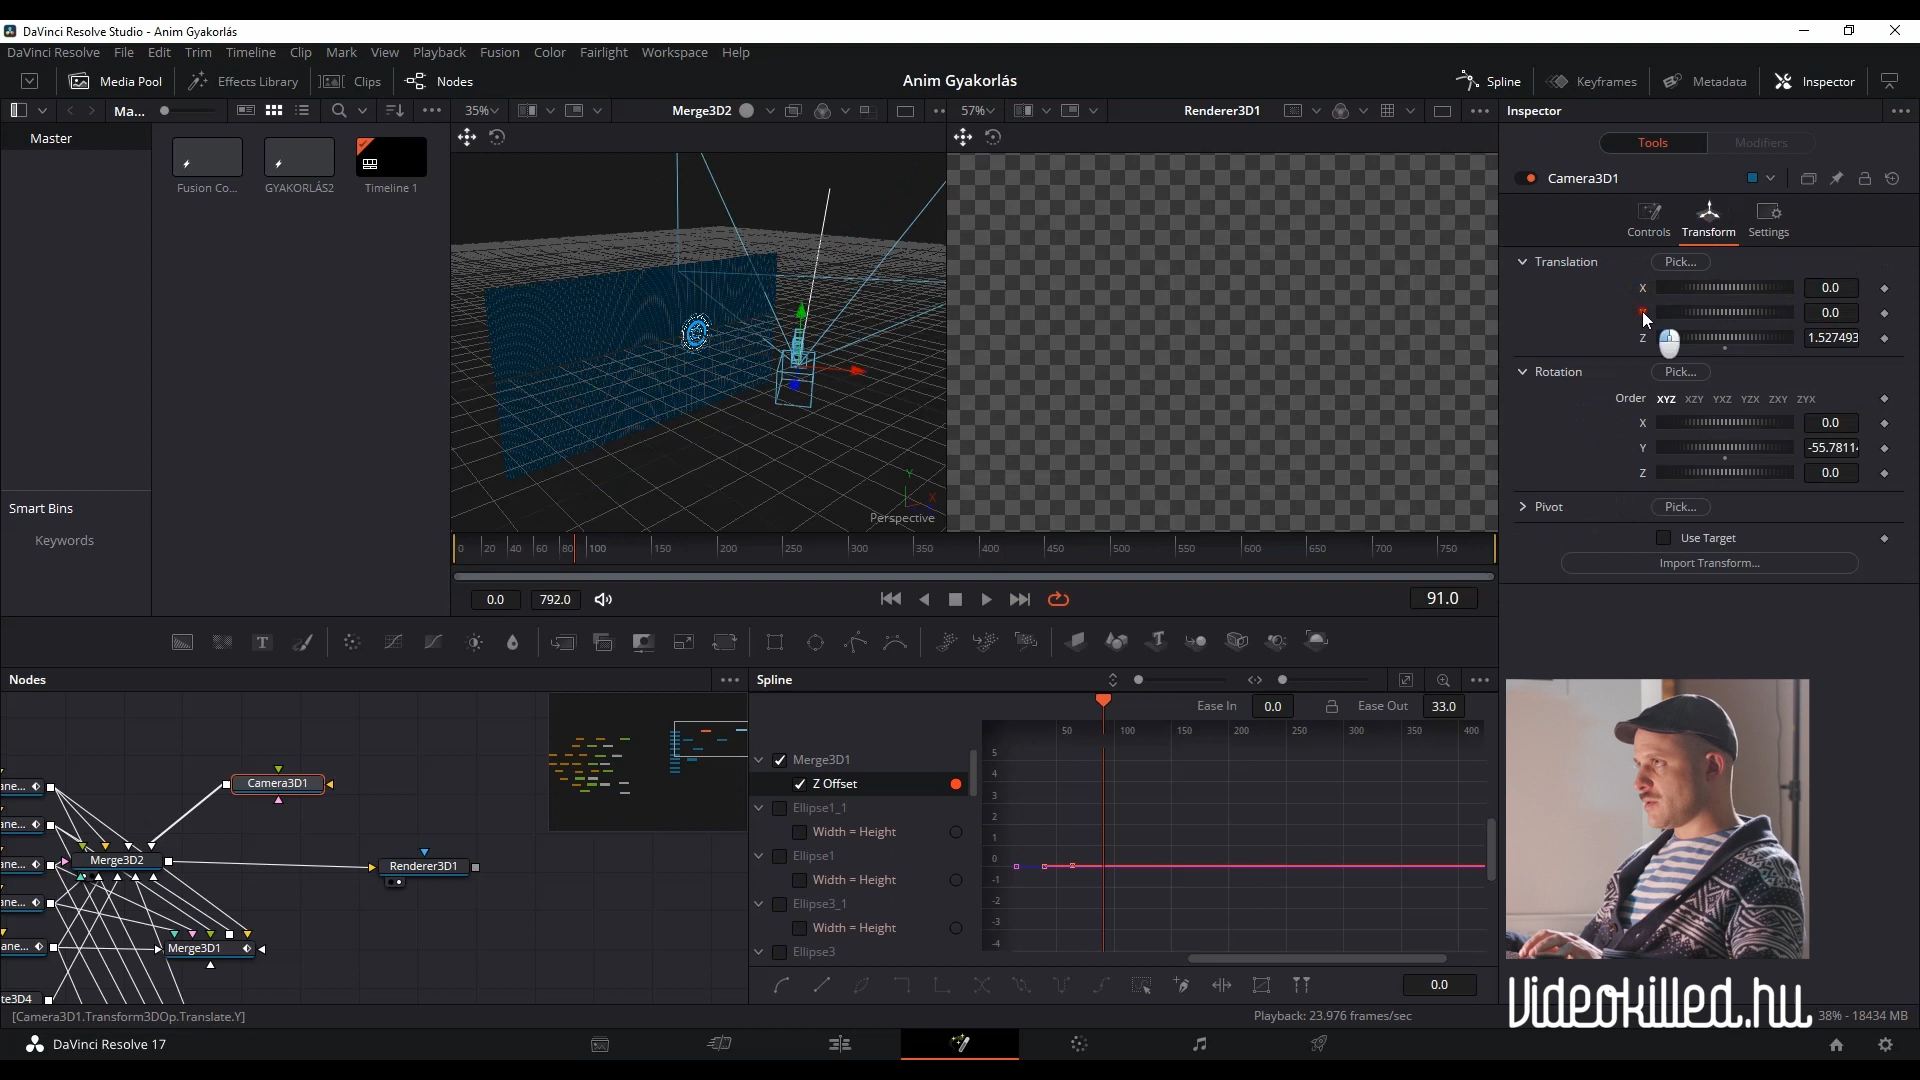 DaVinci Resolve Studio - Anim Gyakorlás
DaVinci Resolve File Edit Trim Timeline Clip Mark View Playback Fusion Color Fairlight Workspace Help
Media Pool Effects Library Clips Nodes Anim Gyakorlás Spline Keyframes Metadata Inspector
Ma... 35% Merge3D2 57% Renderer3D1 Inspector
Master
Fusion Co... GYAKORLÁS2 Timeline 1
Smart Bins
Keywords
Y
X
Perspective
0 20 40 60 80 100 150 200 250 300 350 400 450 500 550 600 650 700 750
0.0 792.0 91.0
Tools Modifiers
Camera3D1
Controls Transform Settings
Translation Pick...
X 0.0
0.0
Z 1.527493
Rotation Pick...
Order XYZ XZY YXZ YZX ZXY ZYX
X 0.0
Y -55.7811
Z 0.0
Pivot Pick...
Use Target
Import Transform...
T
Nodes
ane...
ane...
ane...
ane...
ane...
te3D4
Camera3D1
Merge3D2
Renderer3D1
Merge3D1
Spline
Ease In 0.0 Ease Out 33.0
50 100 150 200 250 300 350 400
5
4
3
2
1
0
-1
-2
-3
-4
Merge3D1
Z Offset
Ellipse1_1
Width = Height
Ellipse1
Width = Height
Ellipse3_1
Width = Height
Ellipse3
0.0
Videokilled.hu
[Camera3D1.Transform3DOp.Translate.Y]
Playback: 23.976 frames/sec
38% - 18434 MB
DaVinci Resolve 17